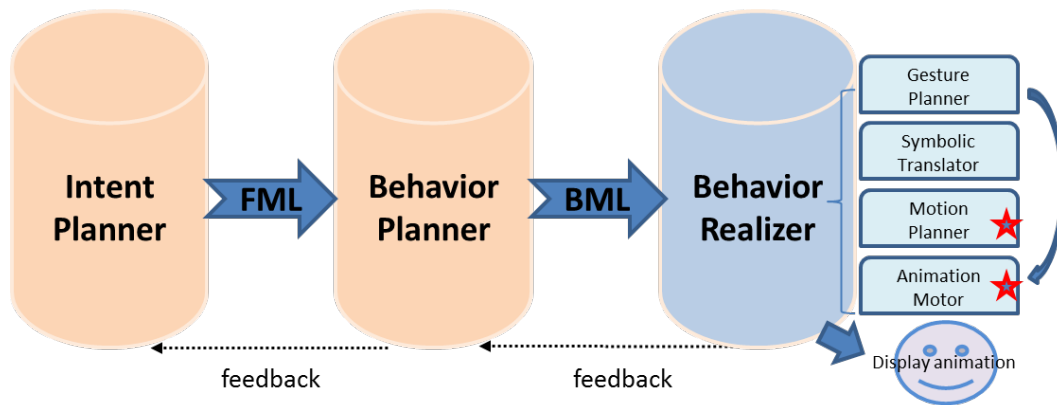 Intent
Planner
FML
Behavior
Planner
BML
Behavior
Realizer
Gesture
Planner
Symbolic
Translator
Motion
Planner
Animation
Motor
Display animation
feedback
feedback